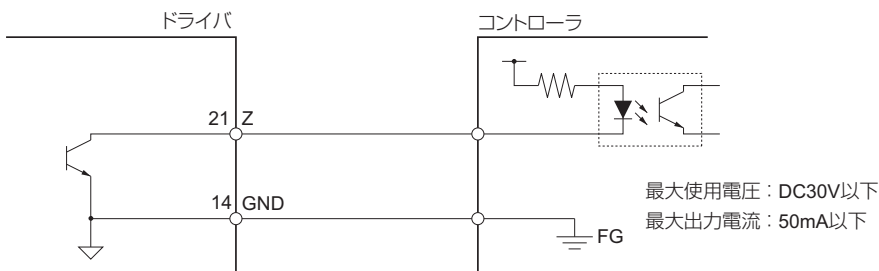 ドライバ
コントローラ
21 Z
14 GND
FG
最大使用電圧：DC30V以下
最大出力電流：50mA以下